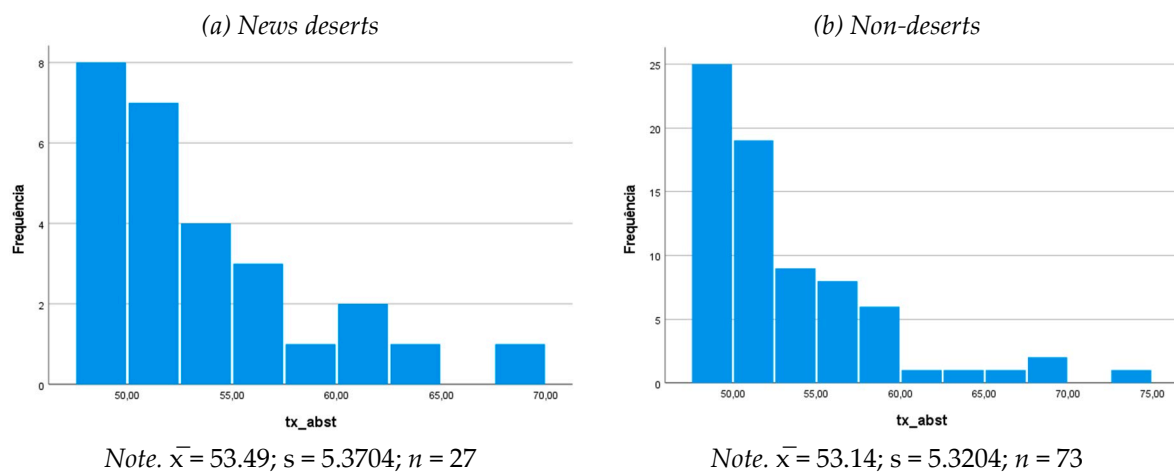 (a) News deserts
8
6
4
2
0
Frequência
50,00 55,00 60,00 65,00 70,00
tx_abst
Note. x̅ = 53.49; s = 5.3704; n = 27
(b) Non-deserts
25
20
15
10
5
0
Frequência
50,00 55,00 60,00 65,00 70,00 75,00
tx_abst
Note. x̅ = 53.14; s = 5.3204; n = 73